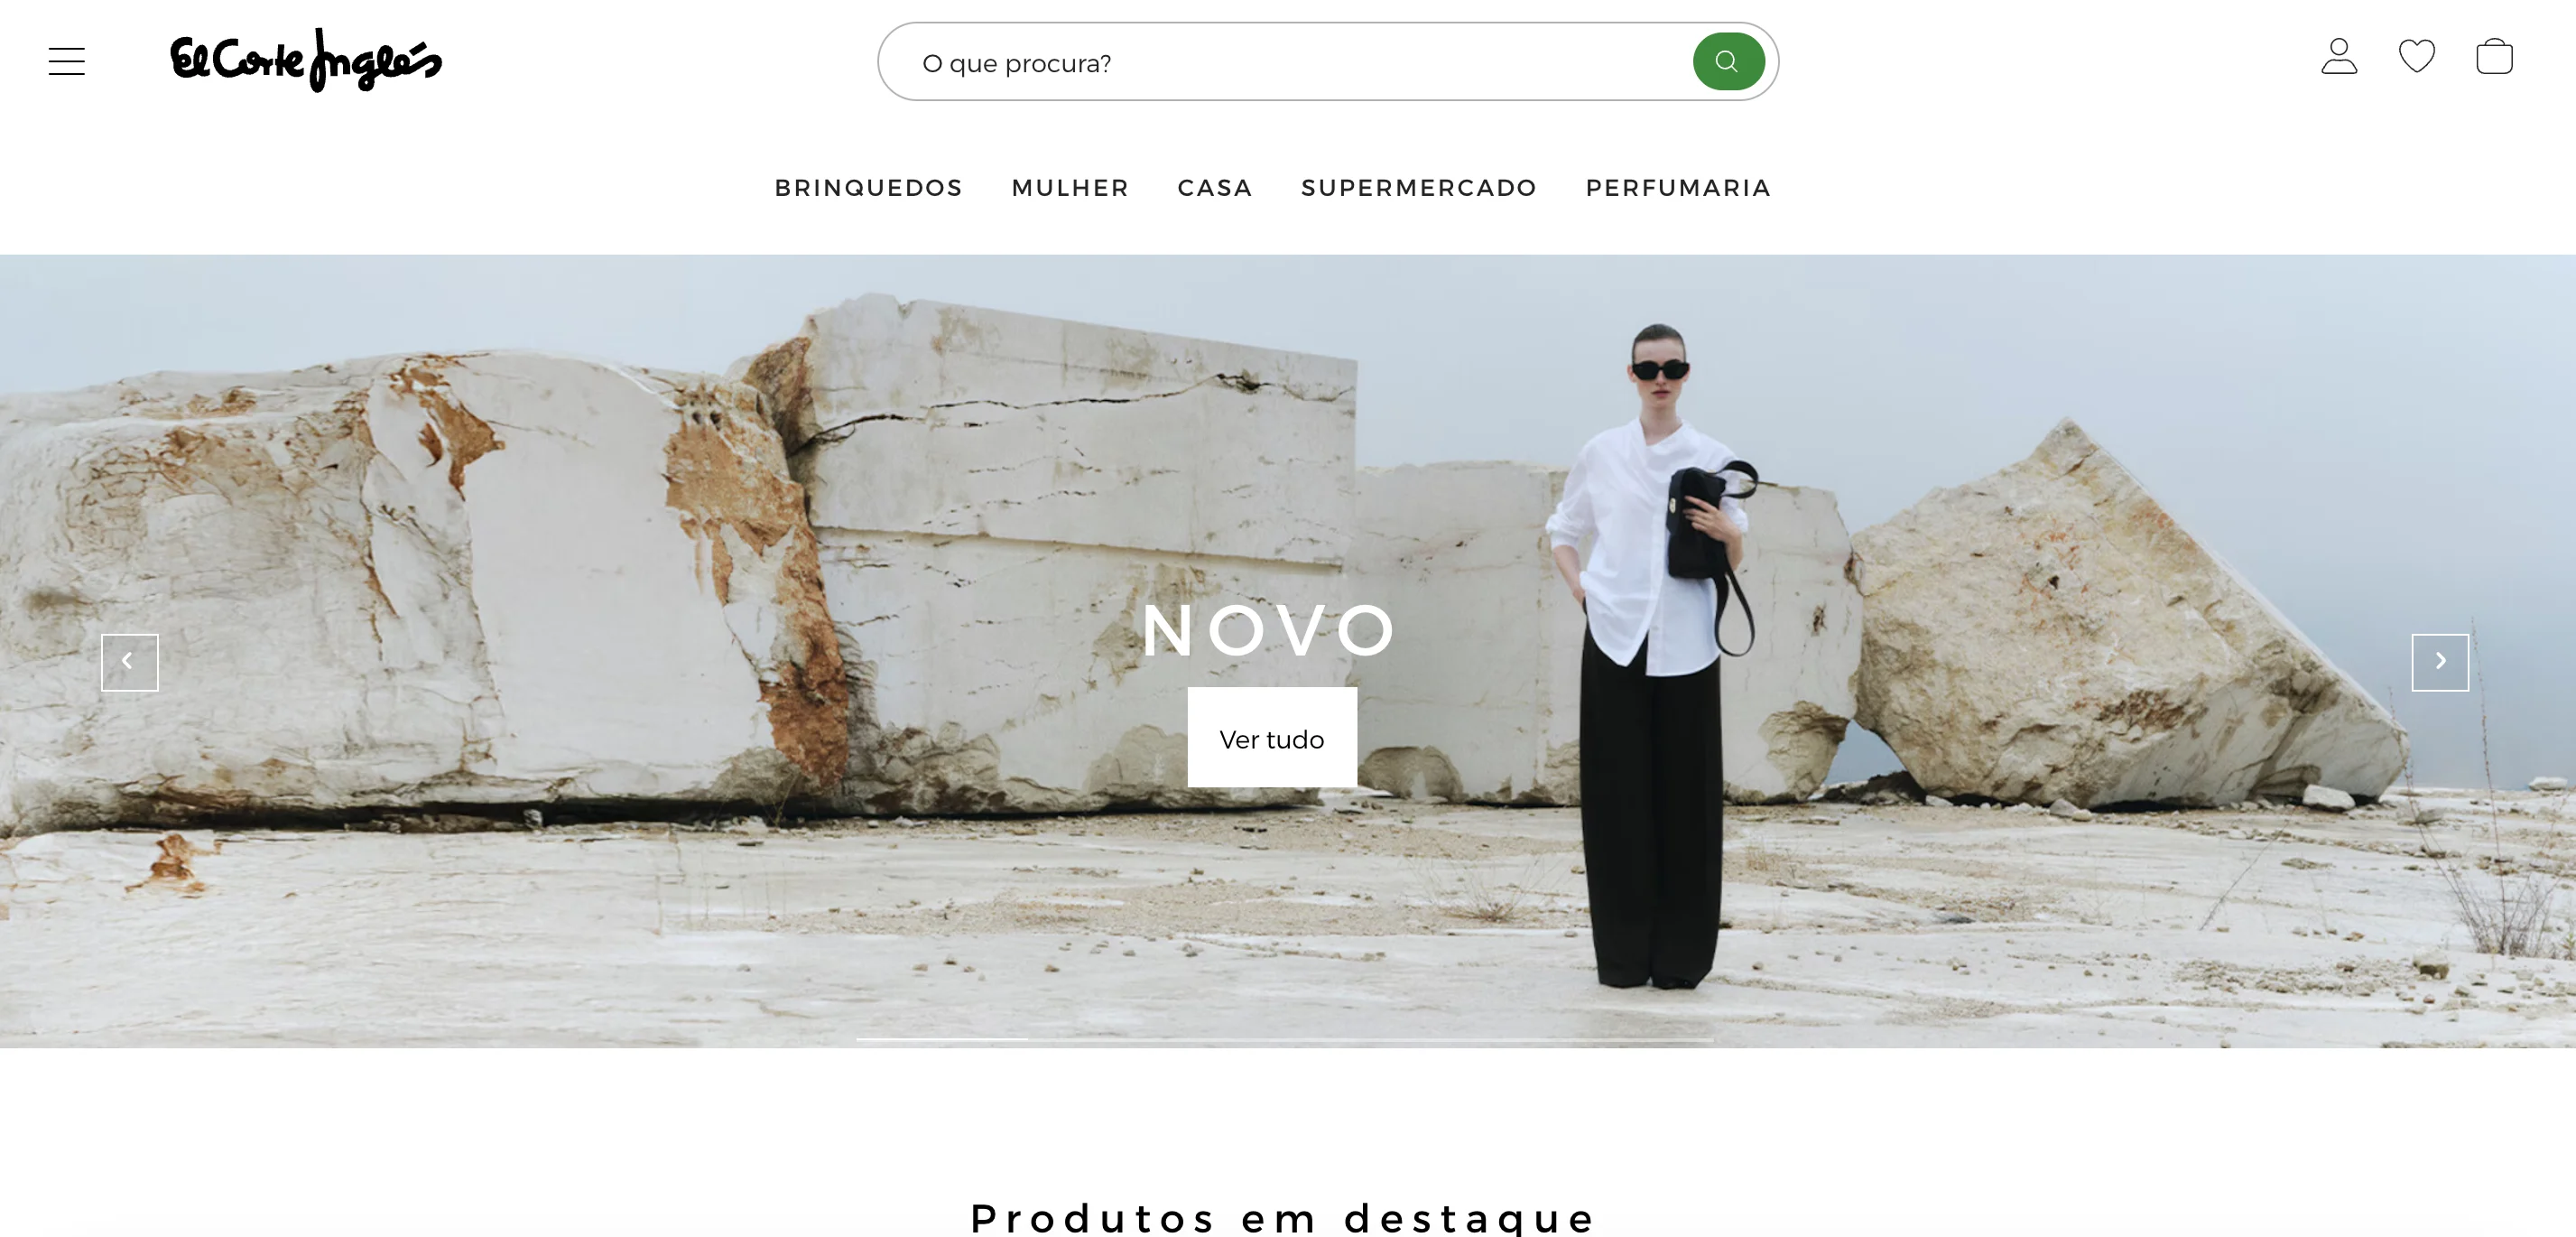 El Corte Inglés
O que procura?
BRINQUEDOS MULHER CASA SUPERMERCADO PERFUMARIA
NOVO
Ver tudo
Produtos em destaque